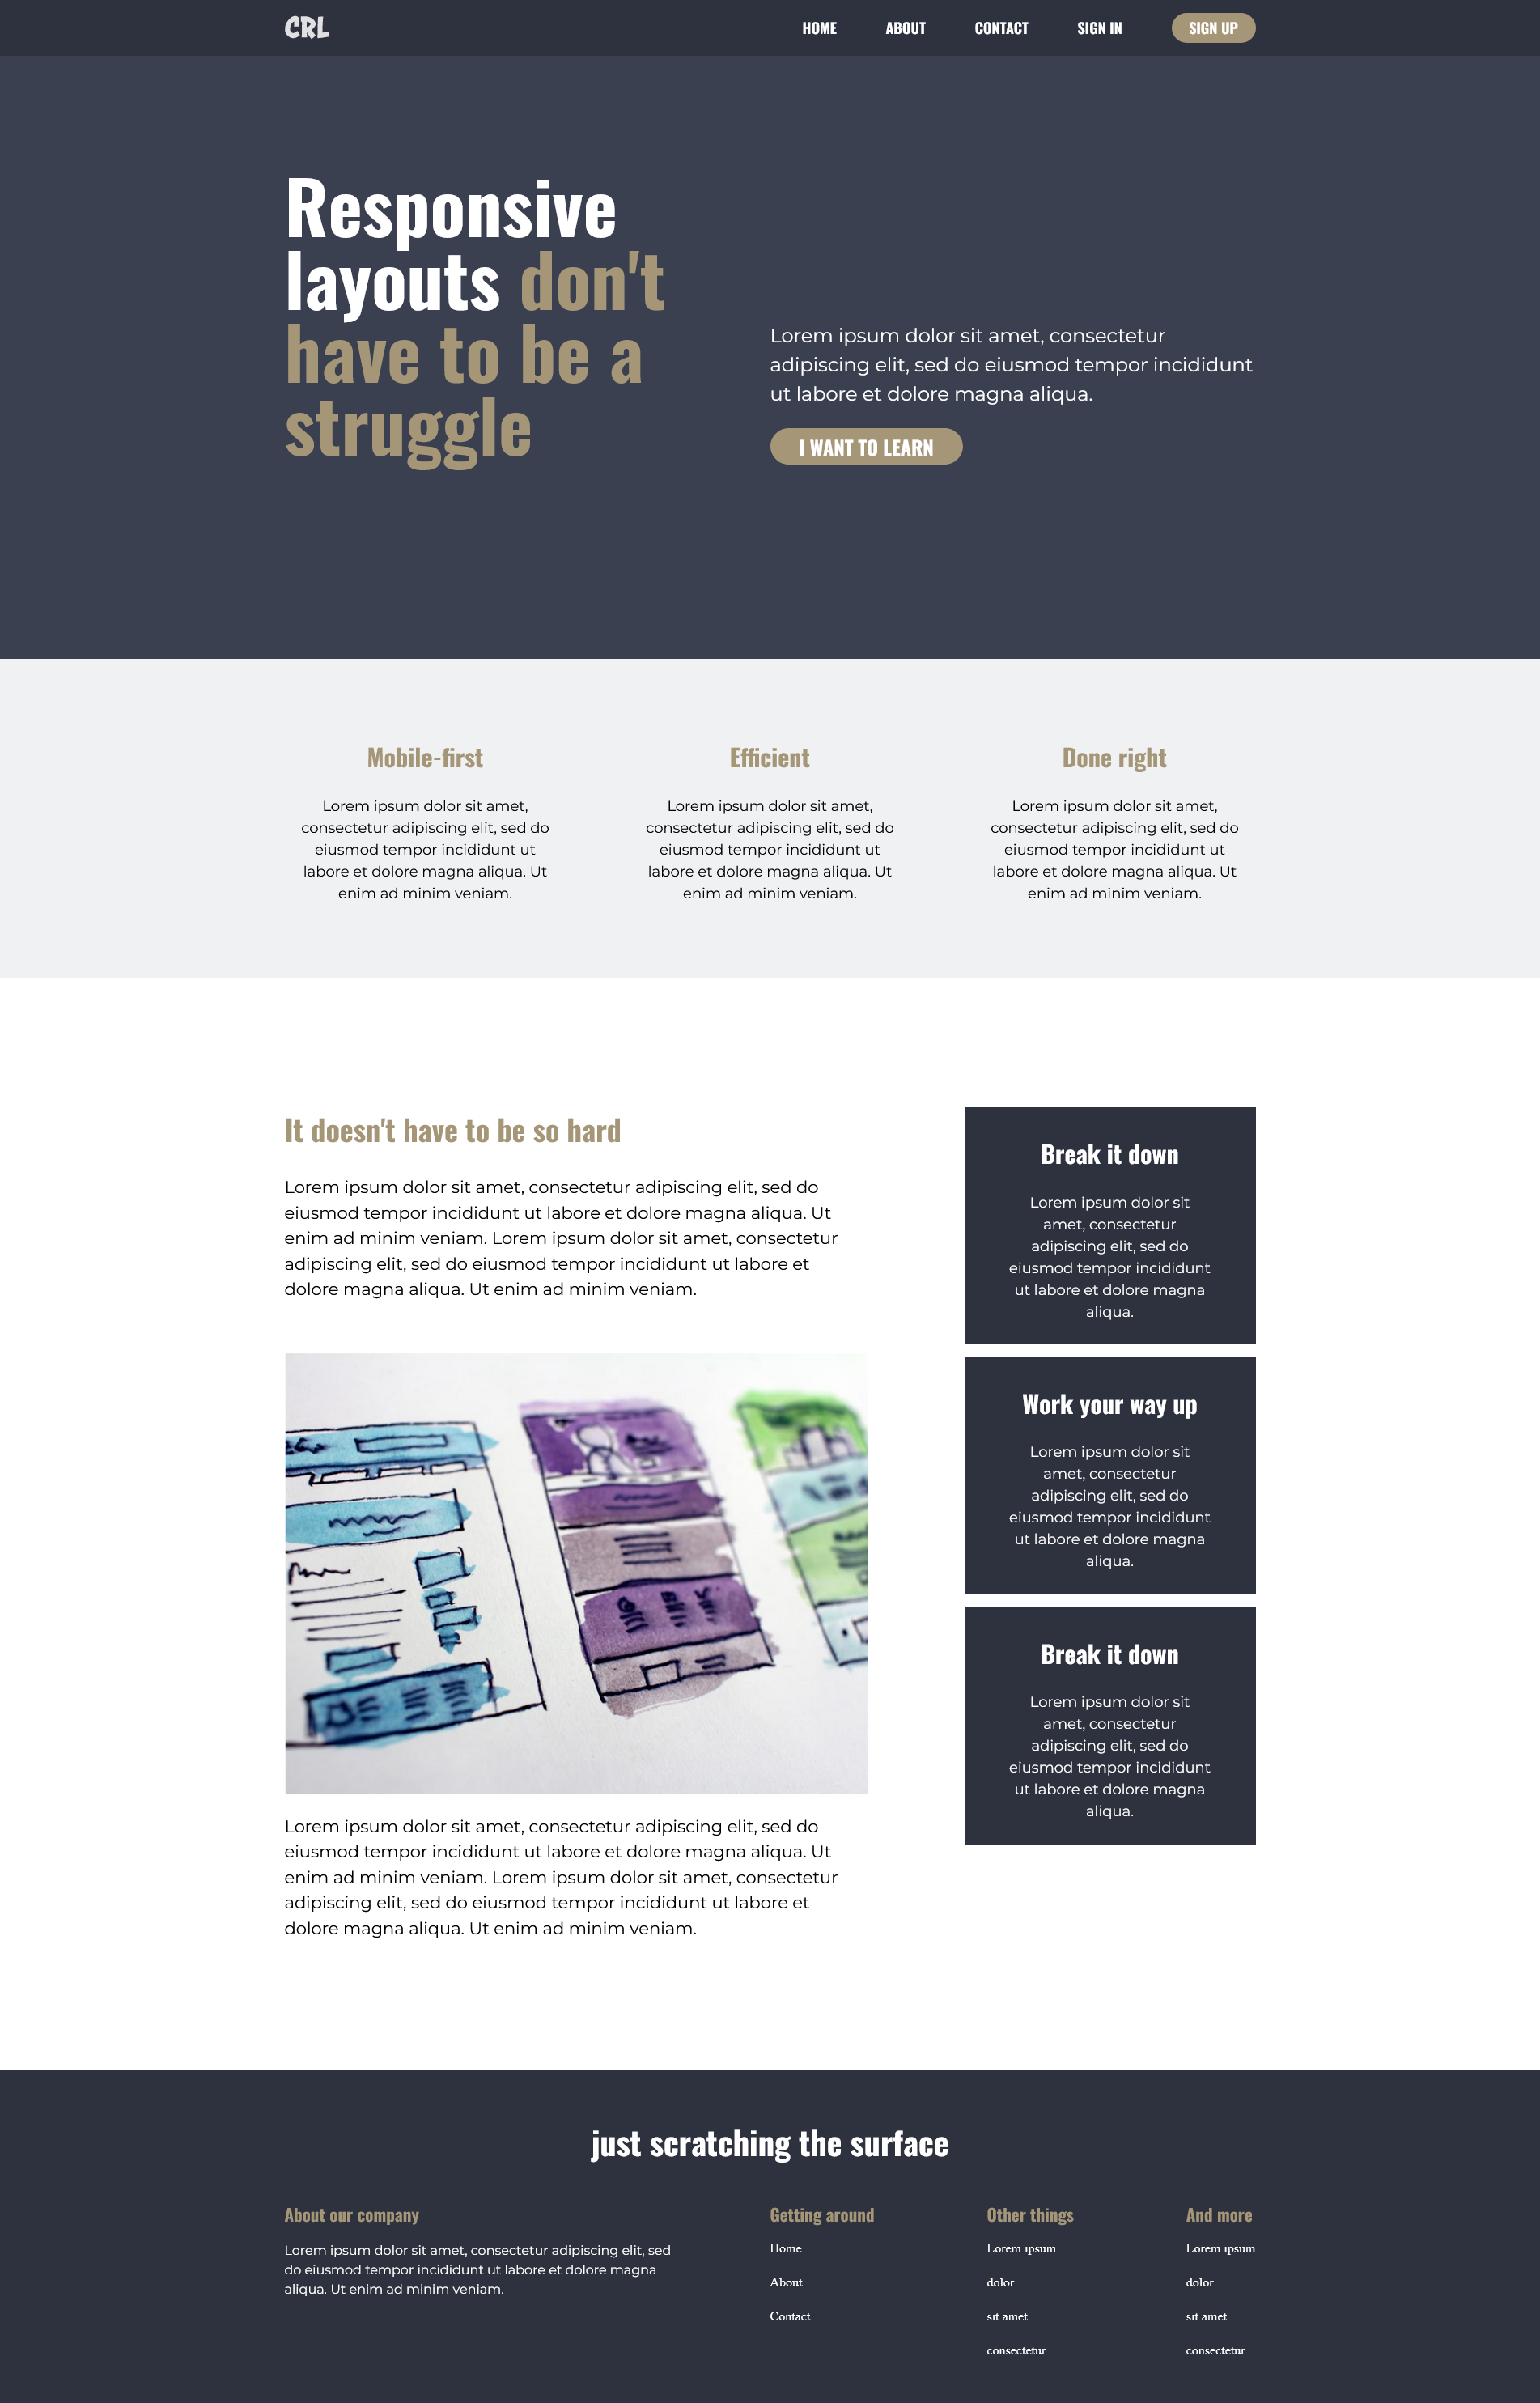 CRL
HOME ABOUT CONTACT SIGN IN SIGN UP
Responsive
layouts don't
have to be a
struggle
Lorem ipsum dolor sit amet, consectetur
adipiscing elit, sed do eiusmod tempor incididunt
ut labore et dolore magna aliqua.
I WANT TO LEARN
Mobile-first
Lorem ipsum dolor sit amet,
consectetur adipiscing elit, sed do
eiusmod tempor incididunt ut
labore et dolore magna aliqua. Ut
enim ad minim veniam.
Efficient
Lorem ipsum dolor sit amet,
consectetur adipiscing elit, sed do
eiusmod tempor incididunt ut
labore et dolore magna aliqua. Ut
enim ad minim veniam.
Done right
Lorem ipsum dolor sit amet,
consectetur adipiscing elit, sed do
eiusmod tempor incididunt ut
labore et dolore magna aliqua. Ut
enim ad minim veniam.
It doesn't have to be so hard
Lorem ipsum dolor sit amet, consectetur adipiscing elit, sed do
eiusmod tempor incididunt ut labore et dolore magna aliqua. Ut
enim ad minim veniam. Lorem ipsum dolor sit amet, consectetur
adipiscing elit, sed do eiusmod tempor incididunt ut labore et
dolore magna aliqua. Ut enim ad minim veniam.
Lorem ipsum dolor sit amet, consectetur adipiscing elit, sed do
eiusmod tempor incididunt ut labore et dolore magna aliqua. Ut
enim ad minim veniam. Lorem ipsum dolor sit amet, consectetur
adipiscing elit, sed do eiusmod tempor incididunt ut labore et
dolore magna aliqua. Ut enim ad minim veniam.
Break it down
Lorem ipsum dolor sit
amet, consectetur
adipiscing elit, sed do
eiusmod tempor incididunt
ut labore et dolore magna
aliqua.
Work your way up
Lorem ipsum dolor sit
amet, consectetur
adipiscing elit, sed do
eiusmod tempor incididunt
ut labore et dolore magna
aliqua.
Break it down
Lorem ipsum dolor sit
amet, consectetur
adipiscing elit, sed do
eiusmod tempor incididunt
ut labore et dolore magna
aliqua.
just scratching the surface
About our company
Lorem ipsum dolor sit amet, consectetur adipiscing elit, sed
do eiusmod tempor incididunt ut labore et dolore magna
aliqua. Ut enim ad minim veniam.
Getting around
Home
About
Contact
Other things
Lorem ipsum
dolor
sit amet
consectetur
And more
Lorem ipsum
dolor
sit amet
consectetur